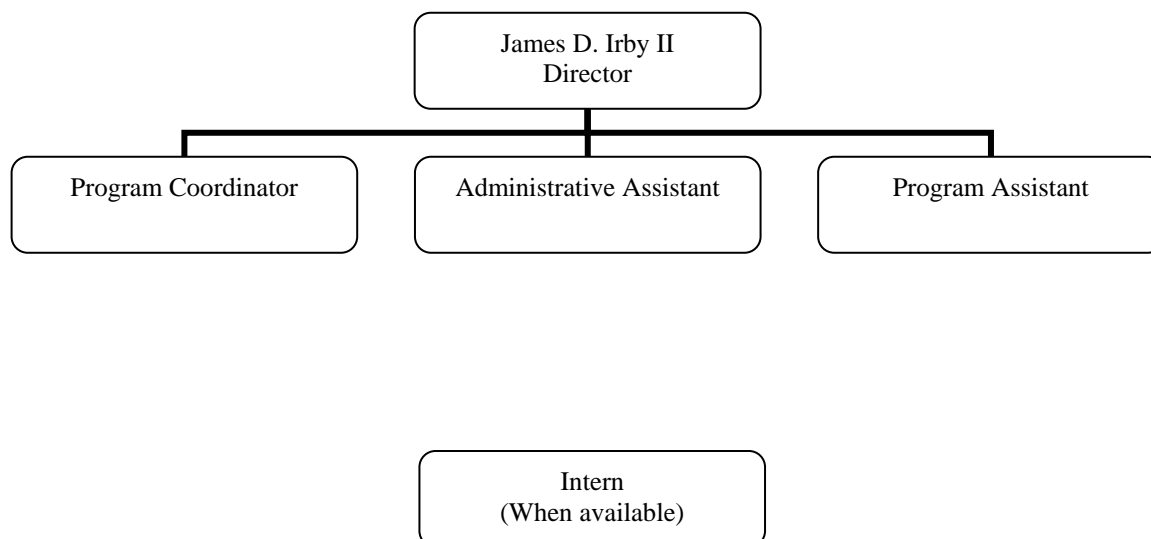 James D. Irby II
Director
Program Coordinator
Administrative Assistant
Program Assistant
Intern
(When available)